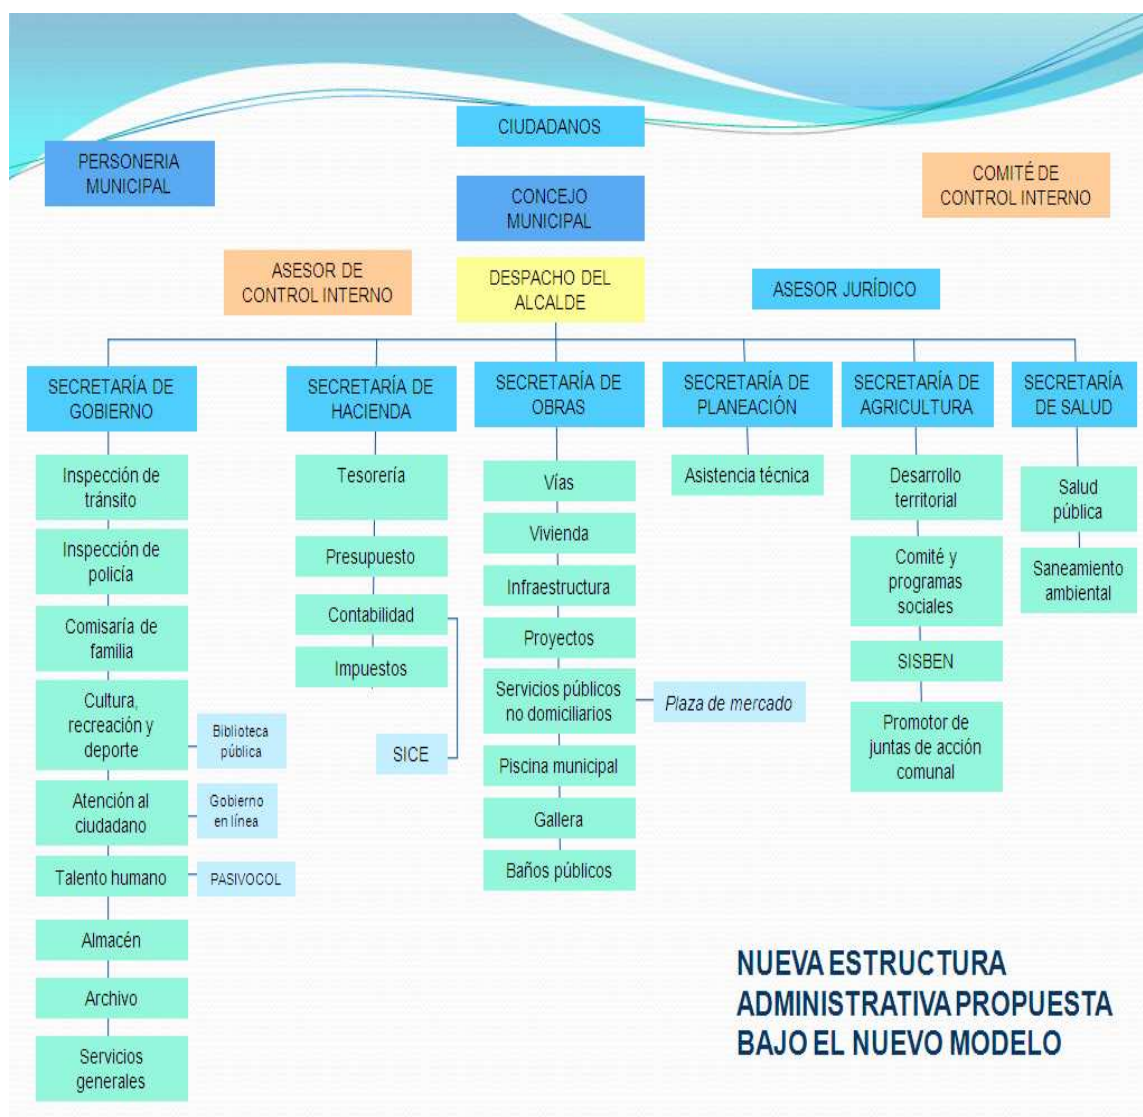 CIUDADANOS
PERSONERIA
MUNICIPAL
CONCEJO
MUNICIPAL
COMITÉ DE
CONTROL INTERNO
ASESOR DE
CONTROL INTERNO
DESPACHO DEL
ALCALDE
ASESOR JURÍDICO
SECRETARÍA DE
GOBIERNO
Inspección de
tránsito
Inspección de
policía
Comisaría de
familia
Cultura,
recreación y
deporte
Biblioteca
pública
Atención al
ciudadano
Gobierno
en línea
Talento humano
PASIVOCOL
Almacén
Archivo
Servicios
generales
SECRETARÍA DE
HACIENDA
Tesorería
Presupuesto
Contabilidad
Impuestos
SICE
SECRETARÍA DE
OBRAS
Vías
Vivienda
Infraestructura
Proyectos
Servicios públicos
no domiciliarios
Plaza de mercado
Piscina municipal
Gallera
Baños públicos
SECRETARÍA DE
PLANEACIÓN
Asistencia técnica
SECRETARÍA DE
AGRICULTURA
Desarrollo
territorial
Comité y
programas
sociales
SISBEN
Promotor de
juntas de acción
comunal
SECRETARÍA
DE SALUD
Salud
pública
Saneamiento
ambiental
NUEVA ESTRUCTURA
ADMINISTRATIVA PROPUESTA
BAJO EL NUEVO MODELO